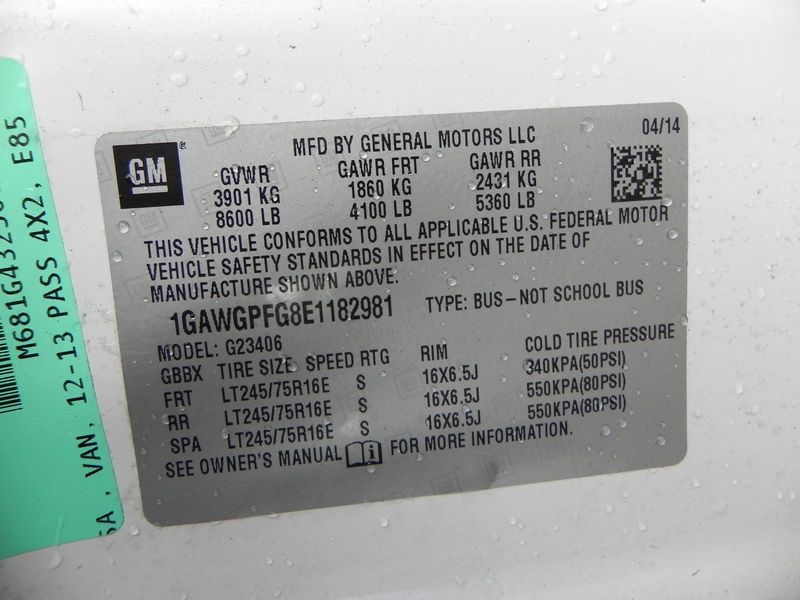 GM
®
MFD BY GENERAL MOTORS LLC
04/14
GVWR GAWR FRT GAWR RR
3901 KG 1860 KG 2431 KG
8600 LB 4100 LB 5360 LB
THIS VEHICLE CONFORMS TO ALL APPLICABLE U.S. FEDERAL MOTOR
VEHICLE SAFETY STANDARDS IN EFFECT ON THE DATE OF
MANUFACTURE SHOWN ABOVE.
1GAWGPFG8E1182981 TYPE: BUS-NOT SCHOOL BUS
MODEL: G23406
GBBX TIRE SIZE SPEED RTG RIM COLD TIRE PRESSURE
FRT LT245/75R16E S 16X6.5J 340KPA(50PSI)
RR LT245/75R16E S 16X6.5J 550KPA(80PSI)
SPA LT245/75R16E S 16X6.5J 550KPA(80PSI)
SEE OWNER'S MANUAL FOR MORE INFORMATION.
, VAN, 12-13 PASS 4X2, E85